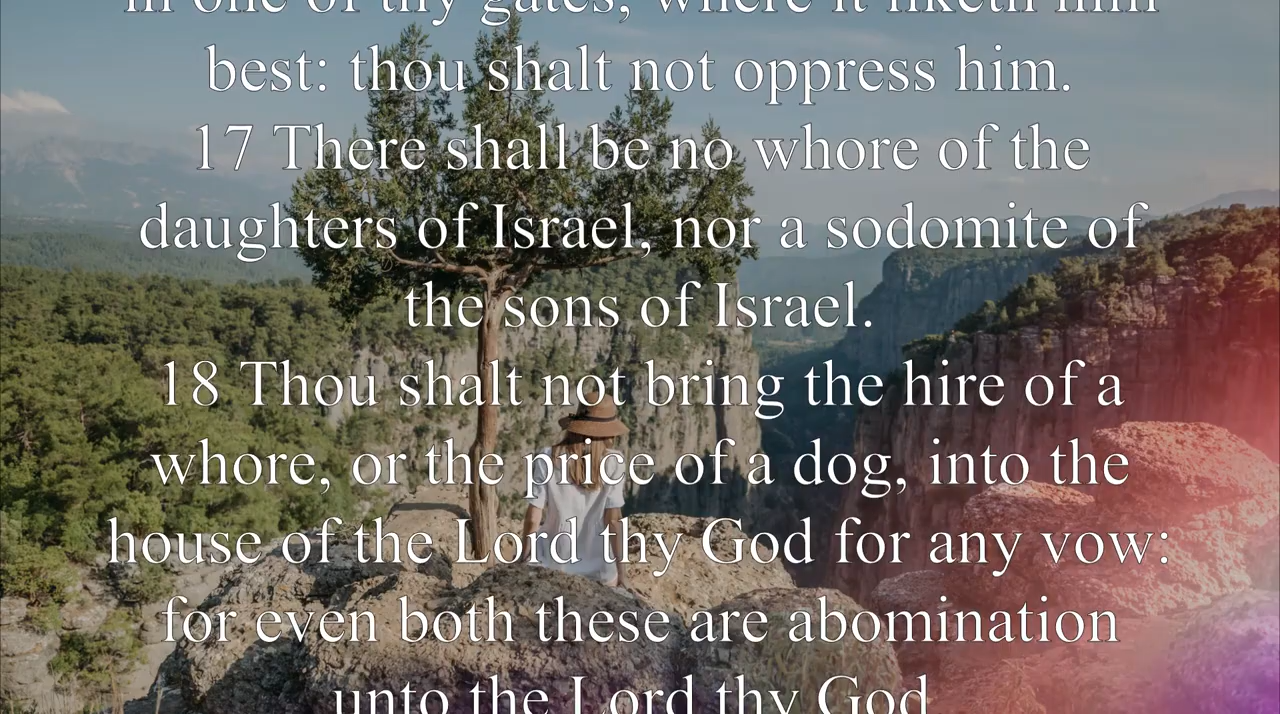 in one of thy gates, where it liketh him
best: thou shalt not oppress him.
17 There shall be no whore of the
daughters of Israel, nor a sodomite of
the sons of Israel.
18 Thou shalt not bring the hire of a
whore, or the price of a dog, into the
house of the Lord thy God for any vow:
for even both these are abomination
unto the Lord thy God